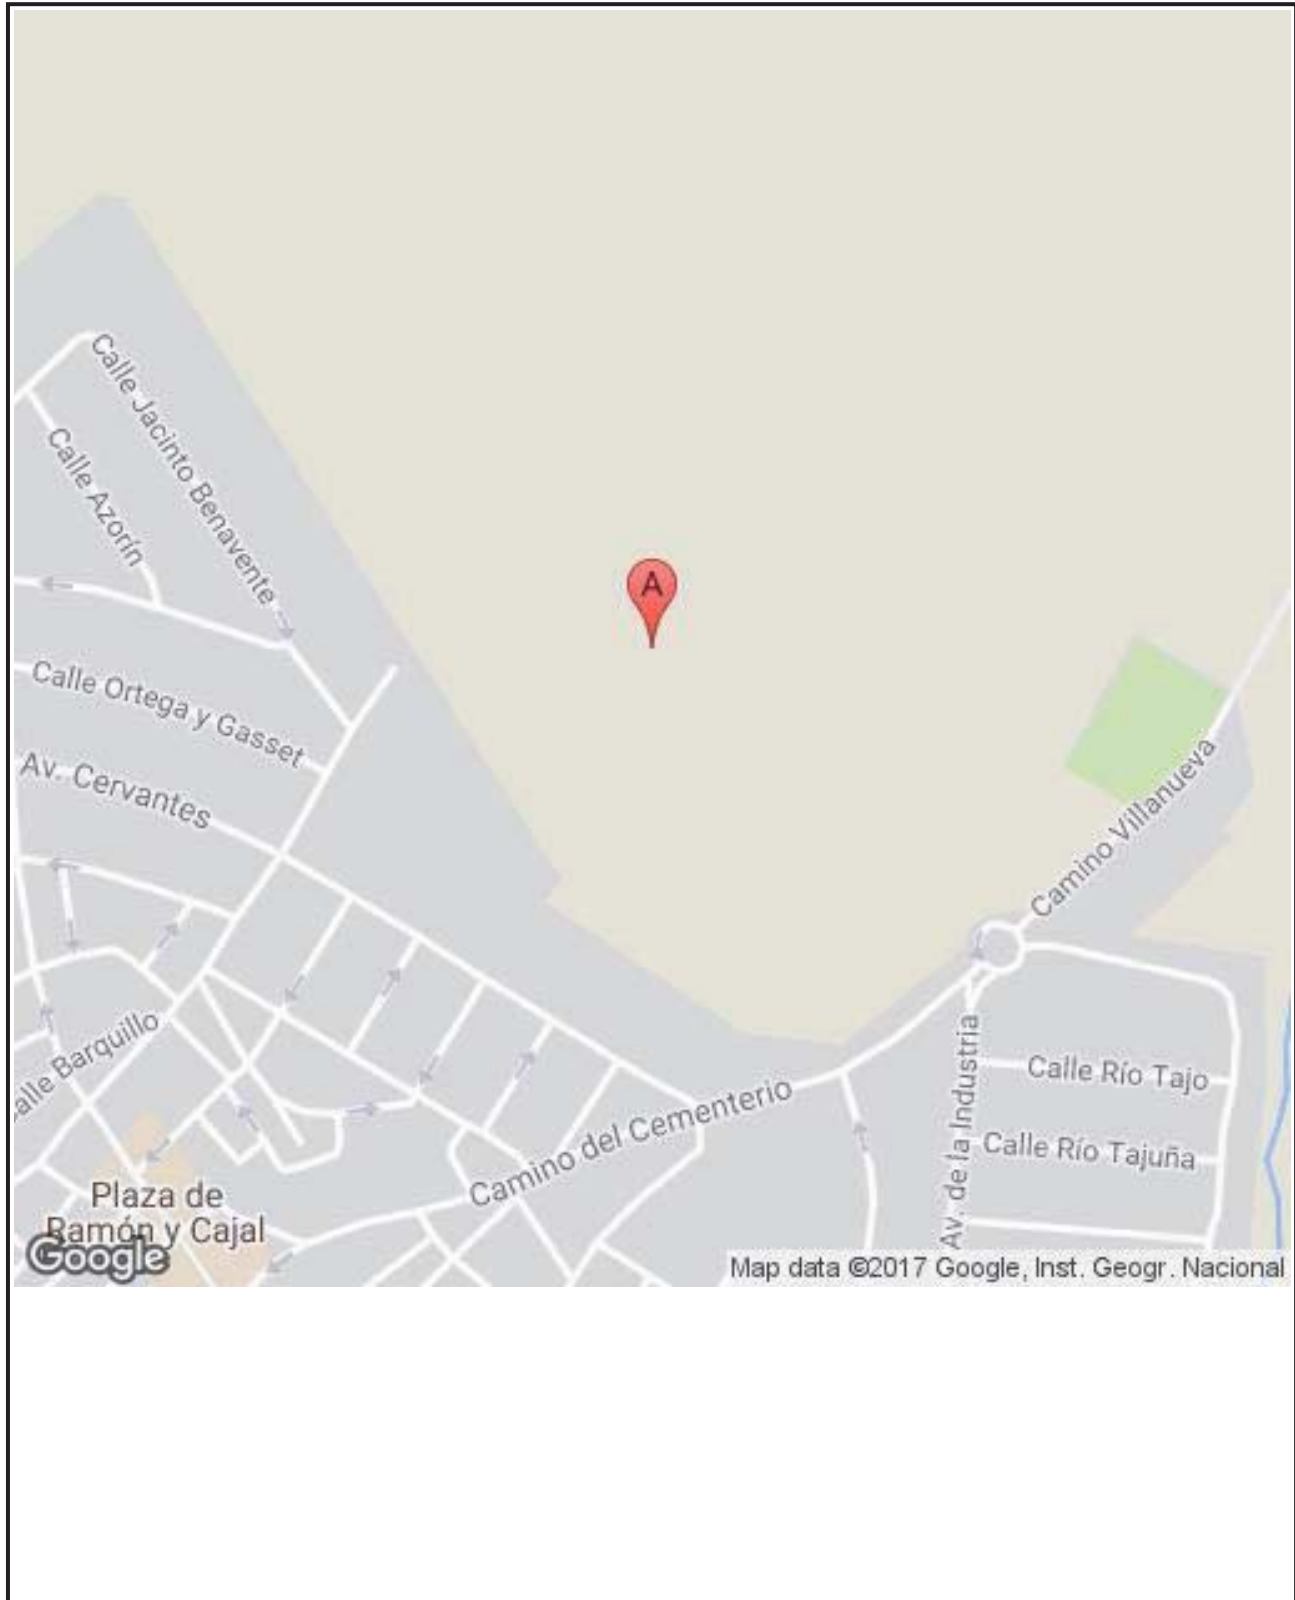 Calle Jacinto Benavente
Calle Azorín
A
Calle Ortega y Gasset
Av. Cervantes
Camino Villanueva
alle Barquillo
Calle Río Tajo
Av. de la Industria
Camino del Cementerio
Calle Río Tajuña
Plaza de
Ramón y Cajal
Google
Map data ©2017 Google, Inst. Geogr. Nacional